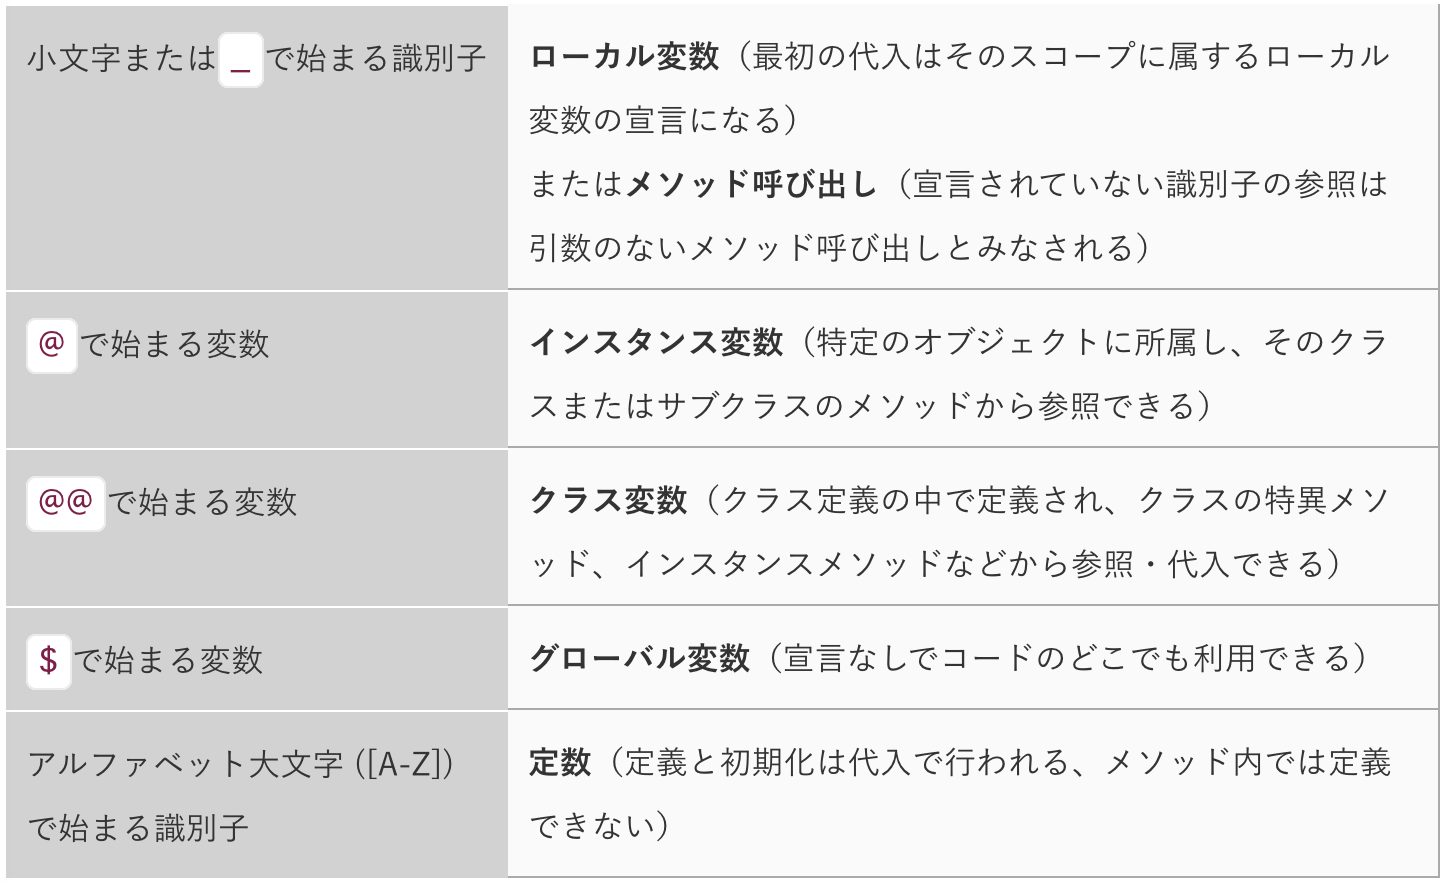 小文字または_で始まる識別子
ローカル変数（最初の代入はそのスコープに属するローカル
変数の宣言になる）
またはメソッド呼び出し（宣言されていない識別子の参照は
引数のないメソッド呼び出しとみなされる）
@で始まる変数
インスタンス変数（特定のオブジェクトに所属し、そのクラ
スまたはサブクラスのメソッドから参照できる）
@@で始まる変数
クラス変数（クラス定義の中で定義され、クラスの特異メソ
ッド、インスタンスメソッドなどから参照・代入できる）
$で始まる変数
グローバル変数（宣言なしでコードのどこでも利用できる）
アルファベット大文字 ([A-Z])
で始まる識別子
定数（定義と初期化は代入で行われる、メソッド内では定義
できない）